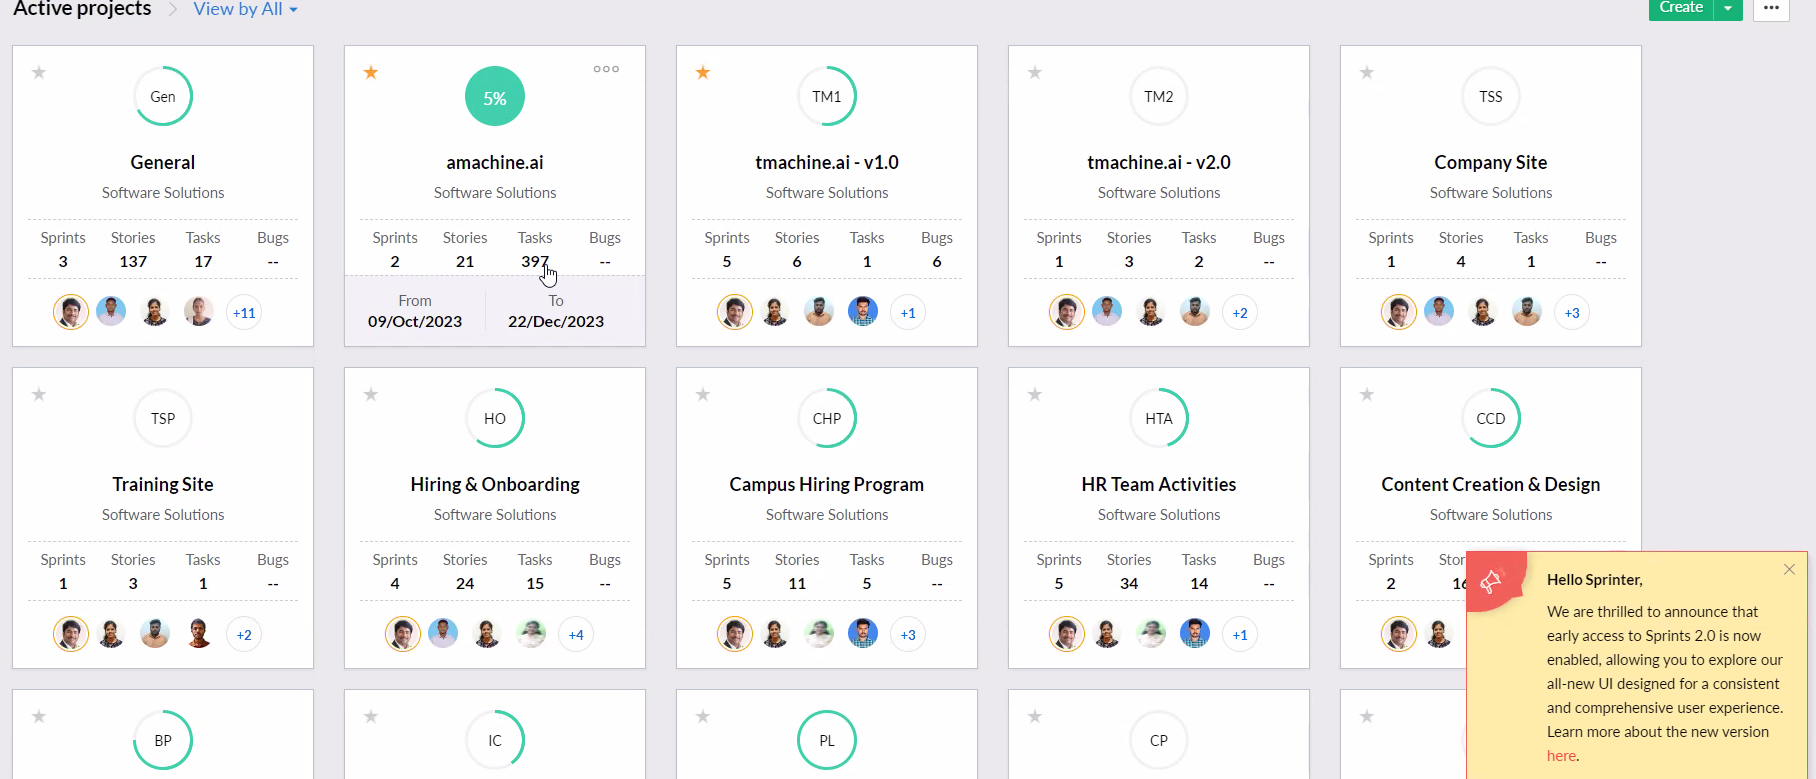 Active projects
View by All
Create
Gen
General
Software Solutions
Sprints Stories Tasks Bugs
3 137 17 --
+11
5%
amachine.ai
Software Solutions
Sprints Stories Tasks Bugs
2 21 397 --
From To
09/Oct/2023 22/Dec/2023
TM1
tmachine.ai - v1.0
Software Solutions
Sprints Stories Tasks Bugs
5 6 1 6
+1
TM2
tmachine.ai - v2.0
Software Solutions
Sprints Stories Tasks Bugs
1 3 2 --
+2
TSS
Company Site
Software Solutions
Sprints Stories Tasks Bugs
1 4 1 --
+3
TSP
Training Site
Software Solutions
Sprints Stories Tasks Bugs
1 3 1 --
+2
HO
Hiring & Onboarding
Software Solutions
Sprints Stories Tasks Bugs
4 24 15 --
+4
CHP
Campus Hiring Program
Software Solutions
Sprints Stories Tasks Bugs
5 11 5 --
+3
HTA
HR Team Activities
Software Solutions
Sprints Stories Tasks Bugs
5 34 14 --
+1
CCD
Content Creation & Design
Software Solutions
Sprints
2
BP
IC
PL
CP
Hello Sprinter,
We are thrilled to announce that
early access to Sprints 2.0 is now
enabled, allowing you to explore our
all-new UI designed for a consistent
and comprehensive user experience.
Learn more about the new version
here.